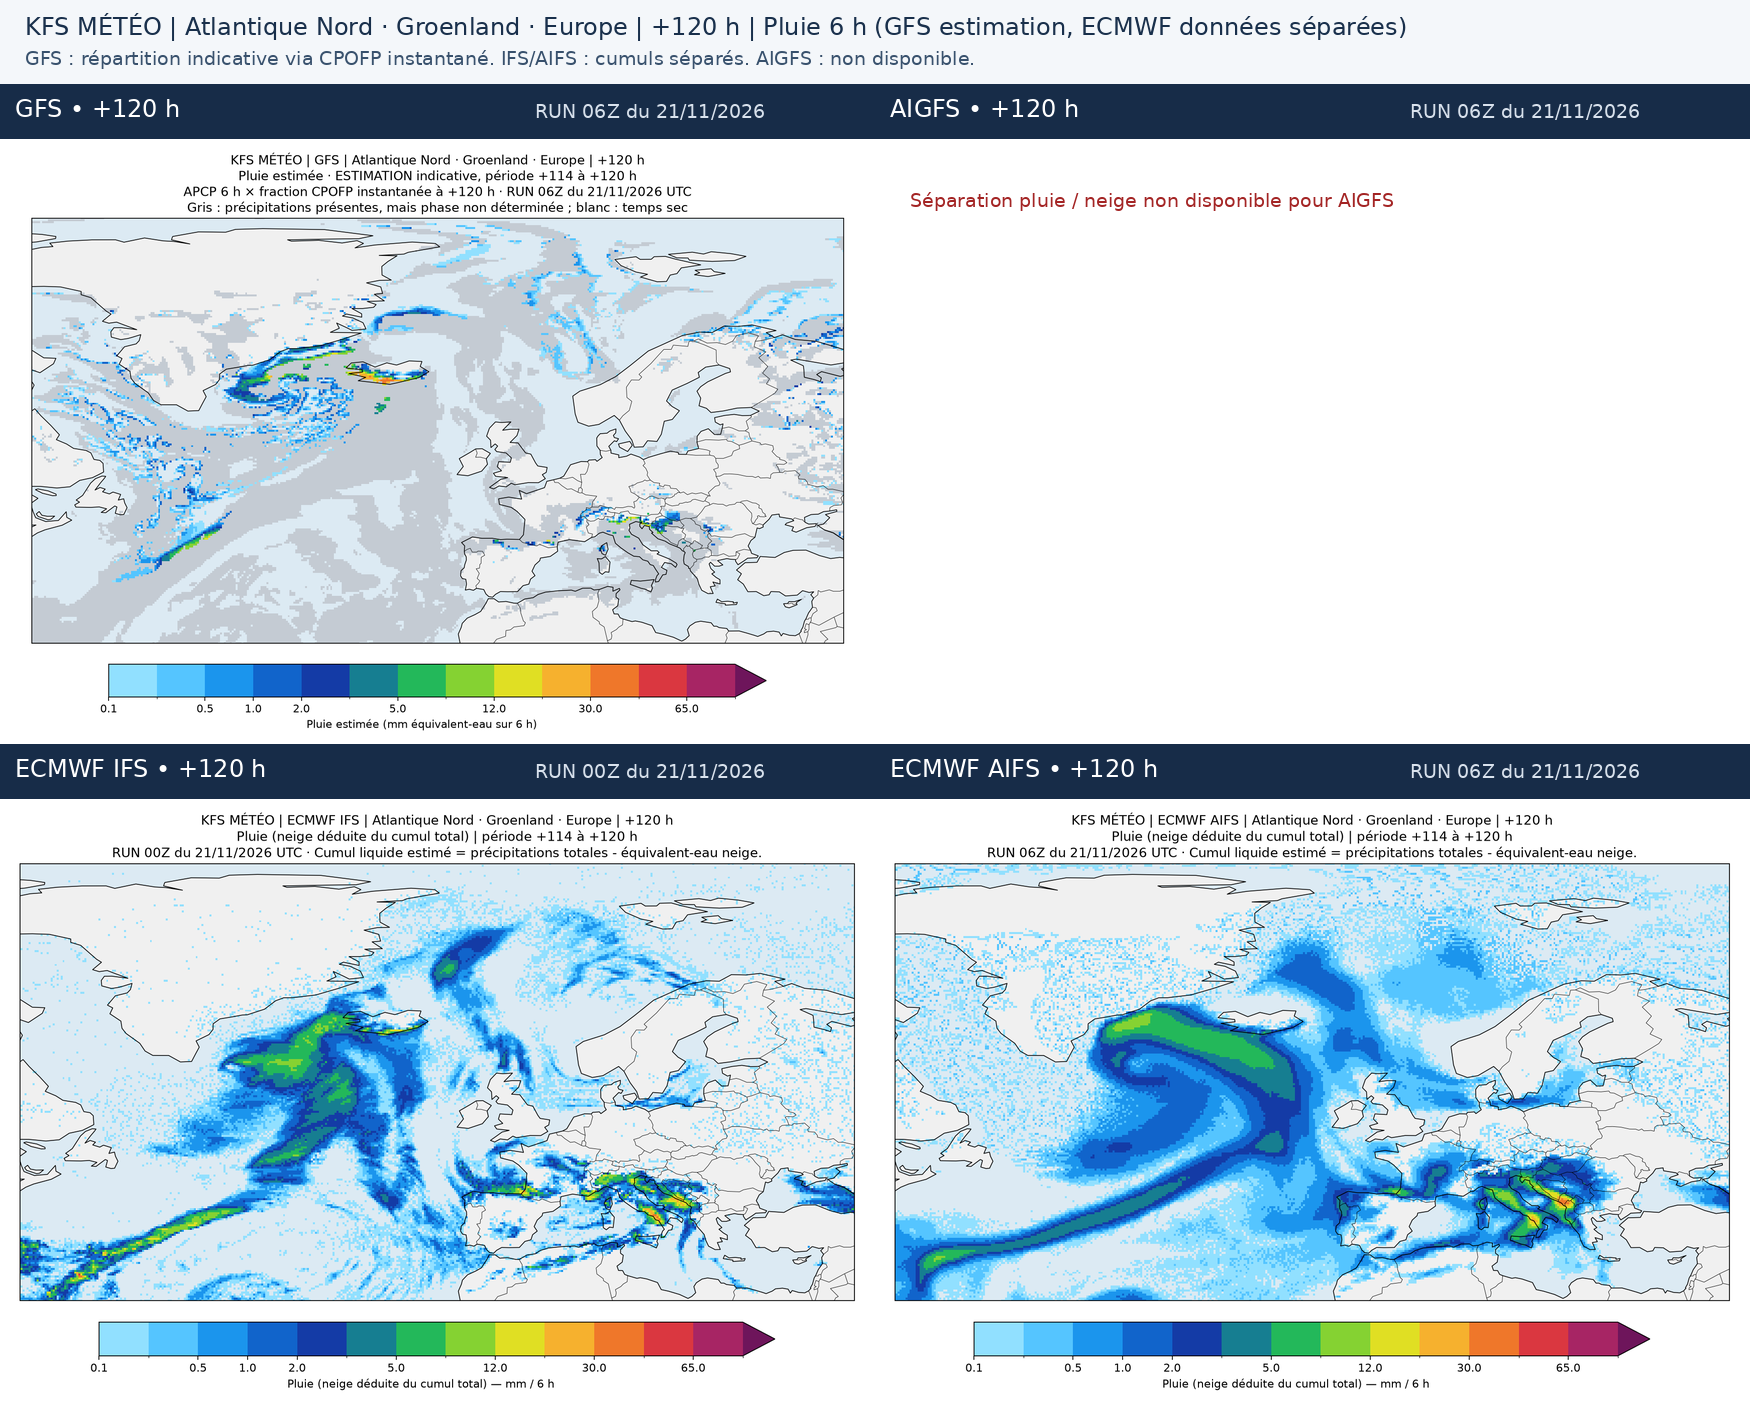 KFS MÉTÉO | Atlantique Nord · Groenland · Europe | +120 h | Pluie 6 h (GFS estimation, ECMWF données séparées)
GFS : répartition indicative via CPOFP instantané. IFS/AIFS : cumuls séparés. AIGFS : non disponible.
GFS • +120 h
RUN 06Z du 21/11/2026
AIGFS • +120 h
RUN 06Z du 21/11/2026
KFS MÉTÉO | GFS | Atlantique Nord · Groenland · Europe | +120 h
Pluie estimée · ESTIMATION indicative, période +114 à +120 h
APCP 6 h × fraction CPOFP instantanée à +120 h · RUN 06Z du 21/11/2026 UTC
Gris : précipitations présentes, mais phase non déterminée ; blanc : temps sec
Séparation pluie / neige non disponible pour AIGFS
0.1 0.5 1.0 2.0 5.0 12.0 30.0 65.0
Pluie estimée (mm équivalent-eau sur 6 h)
ECMWF IFS • +120 h
RUN 00Z du 21/11/2026
ECMWF AIFS • +120 h
RUN 06Z du 21/11/2026
KFS MÉTÉO | ECMWF IFS | Atlantique Nord · Groenland · Europe | +120 h
Pluie (neige déduite du cumul total) | période +114 à +120 h
RUN 00Z du 21/11/2026 UTC · Cumul liquide estimé = précipitations totales - équivalent-eau neige.
0.1 0.5 1.0 2.0 5.0 12.0 30.0 65.0
Pluie (neige déduite du cumul total) — mm / 6 h
KFS MÉTÉO | ECMWF AIFS | Atlantique Nord · Groenland · Europe | +120 h
Pluie (neige déduite du cumul total) | période +114 à +120 h
RUN 06Z du 21/11/2026 UTC · Cumul liquide estimé = précipitations totales - équivalent-eau neige.
0.1 0.5 1.0 2.0 5.0 12.0 30.0 65.0
Pluie (neige déduite du cumul total) — mm / 6 h